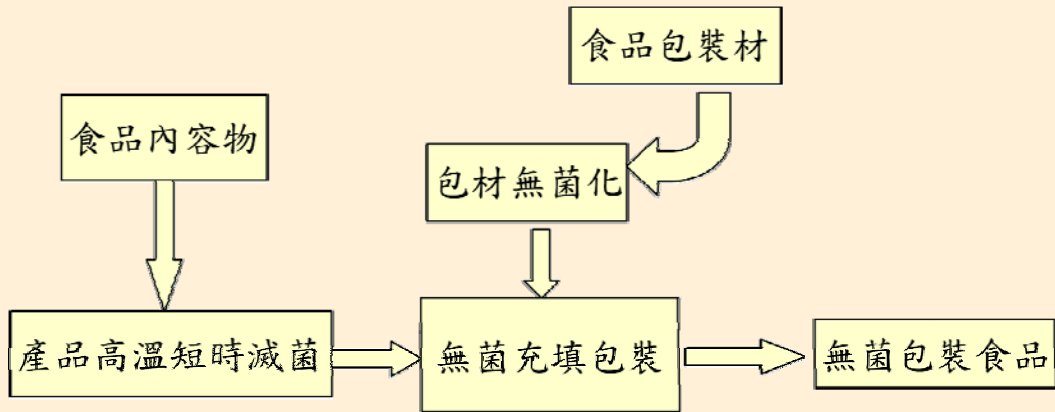 食品包裝材
食品內容物
包材無菌化
產品高溫短時滅菌
無菌充填包裝
無菌包裝食品